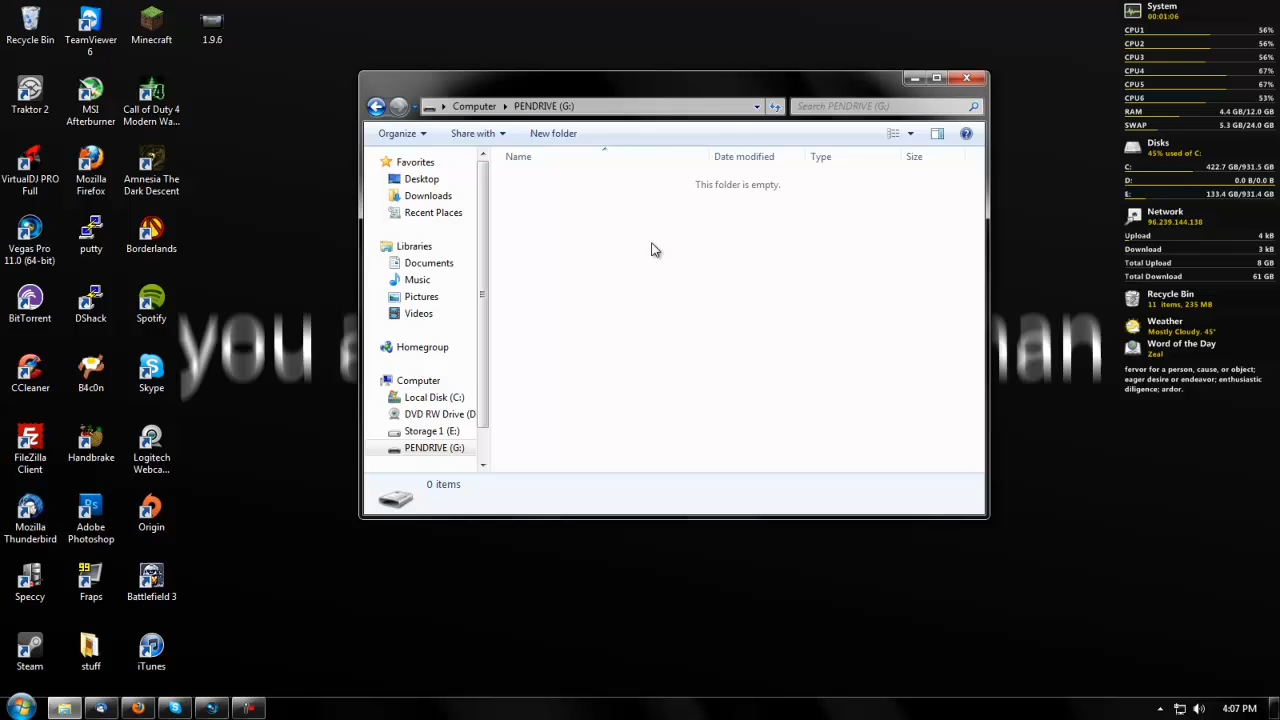 Recycle Bin
TeamViewer 6
Minecraft
1.9.6
Traktor 2
MSI Afterburner
Call of Duty 4 Modern Wa...
VirtualDJ PRO Full
Mozilla Firefox
Amnesia The Dark Descent
Vegas Pro 11.0 (64-bit)
putty
Borderlands
BitTorrent
DShack
Spotify
CCleaner
B4c0n
Skype
FileZilla Client
Handbrake
Logitech Webca...
Mozilla Thunderbird
Adobe Photoshop
Origin
Speccy
99
Fraps
Battlefield 3
Steam
stuff
iTunes
you a
man
Computer
PENDRIVE (G:)
Search PENDRIVE (G:)
Organize
Share with
New folder
Favorites
Desktop
Downloads
Recent Places
Libraries
Documents
Music
Pictures
Videos
Homegroup
Computer
Local Disk (C:)
DVD RW Drive (D
Storage 1 (E:)
PENDRIVE (G:)
Name
Date modified
Type
Size
This folder is empty.
0 items
System
00:01:06
CPU1 56%
CPU2 56%
CPU3 56%
CPU4 67%
CPU5 67%
CPU6 53%
RAM 4.4 GB/12.0 GB
SWAP 5.3 GB/24.0 GB
Disks
45% used of C:
C: 422.7 GB/931.5 GB
D: 0.0 B/0.0 B
E: 133.4 GB/931.4 GB
Network
96.239.144.138
Upload 4 kB
Download 3 kB
Total Upload 8 GB
Total Download 61 GB
Recycle Bin
11 items, 235 MB
Weather
Mostly Cloudy, 45°
Word of the Day
Zeal
fervor for a person, cause, or object;
eager desire or endeavor; enthusiastic
diligence; ardor.
4:07 PM